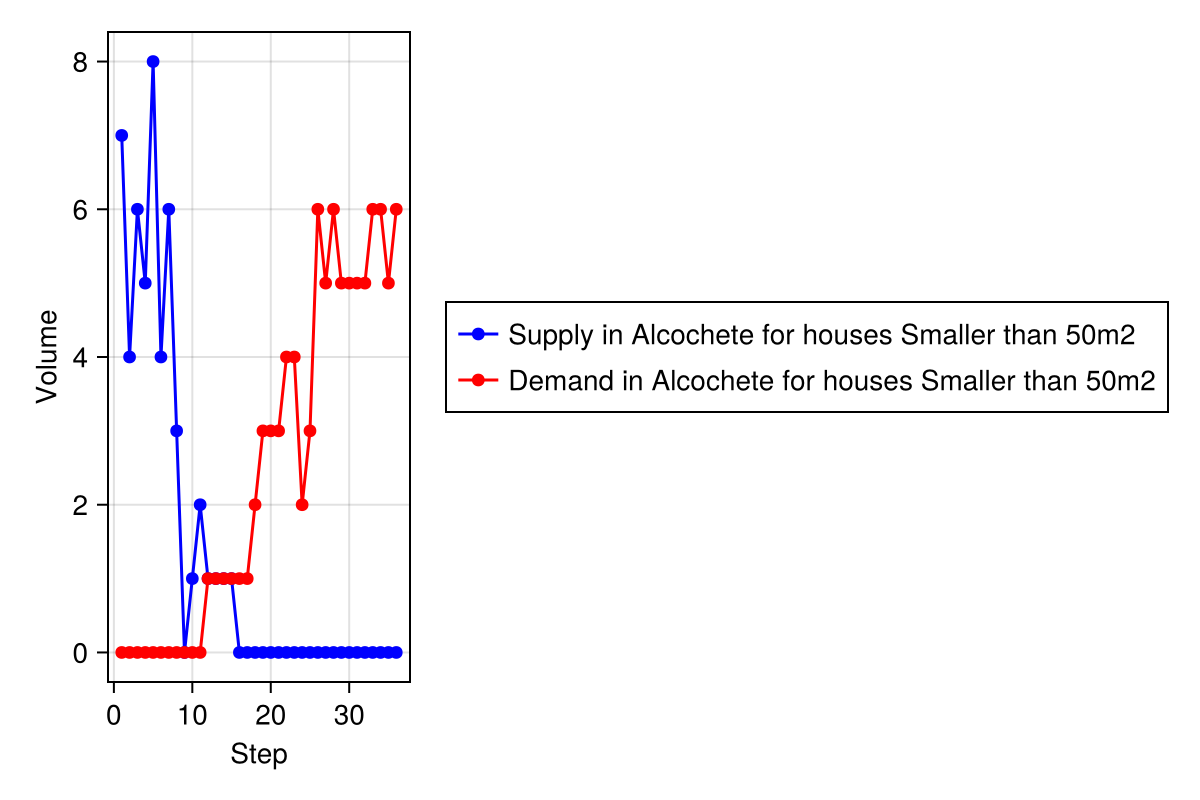 8
6
4
2
0
Volume
0 10 20 30
Step
Supply in Alcochete for houses Smaller than 50m2
Demand in Alcochete for houses Smaller than 50m2